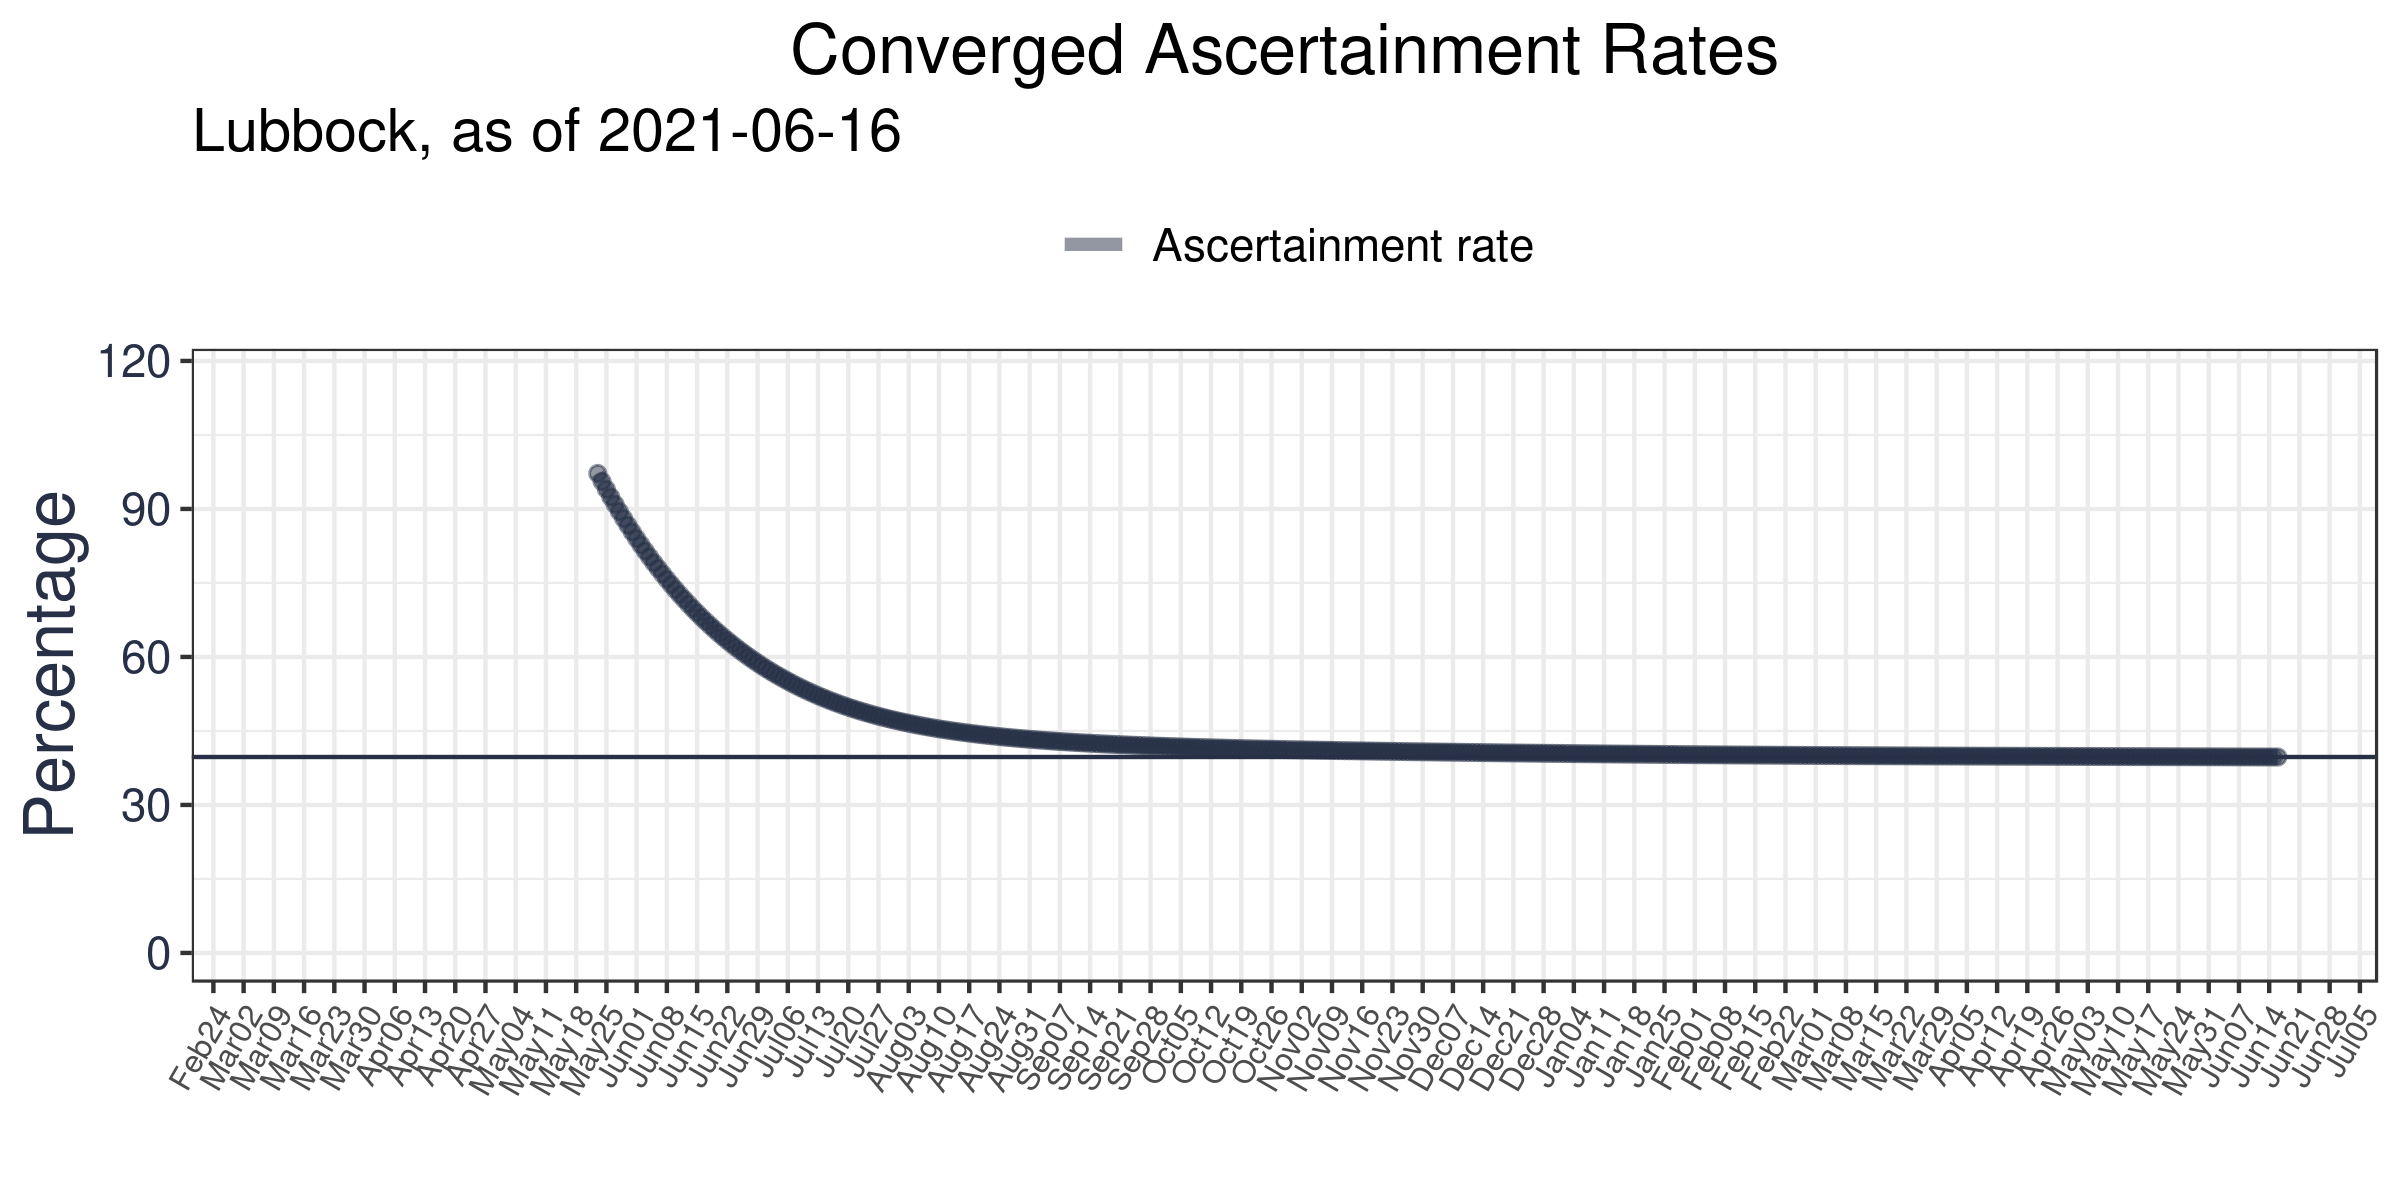 Converged Ascertainment Rates
Lubbock, as of 2021-06-16
Ascertainment rate
Percentage
120
90
60
30
0
Feb24
Mar02
Mar09
Mar16
Mar23
Mar30
Apr06
Apr13
Apr20
Apr27
May04
May11
May18
May25
Jun01
Jun08
Jun15
Jun22
Jun29
Jul06
Jul13
Jul20
Jul27
Aug03
Aug10
Aug17
Aug24
Aug31
Sep07
Sep14
Sep21
Sep28
Oct05
Oct12
Oct19
Oct26
Nov02
Nov09
Nov16
Nov23
Nov30
Dec07
Dec14
Dec21
Dec28
Jan04
Jan11
Jan18
Jan25
Feb01
Feb08
Feb15
Feb22
Mar01
Mar08
Mar15
Mar22
Mar29
Apr05
Apr12
Apr19
Apr26
May03
May10
May17
May24
May31
Jun07
Jun14
Jun21
Jun28
Jul05